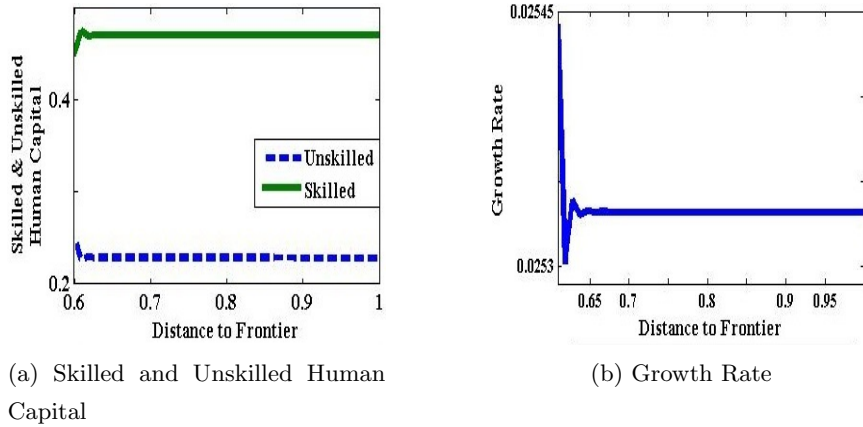 0.4
0.2
0.6
0.7
0.8
0.9
1
Skilled & Unskilled
Human Capital
Unskilled
Skilled
Distance to Frontier
(a) Skilled and Unskilled Human
Capital
0.02545
0.0253
Growth Rate
0.65
0.7
0.8
0.9
0.95
Distance to Frontier
(b) Growth Rate